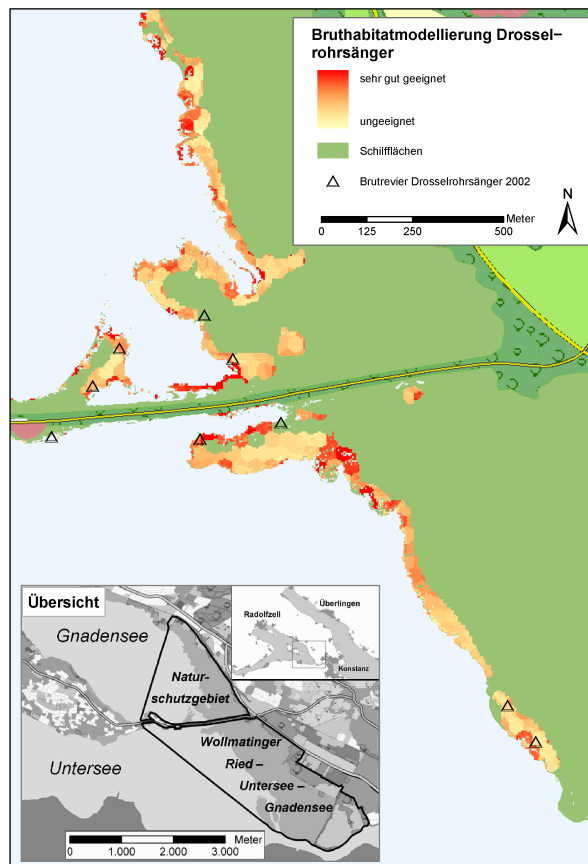 Bruthabitatmodellierung Drossel–
rohrsänger
sehr gut geeignet
ungeeignet
Schilfflächen
Brutrevier Drosselrohrsänger 2002
Meter
0 125 250 500
N
Übersicht
Gnadensee
Radolfzell
Überlingen
Konstanz
Natur-
schutzgebiet
Wollmatinger
Ried –
Untersee –
Gnadensee
Untersee
Meter
0 1.000 2.000 3.000